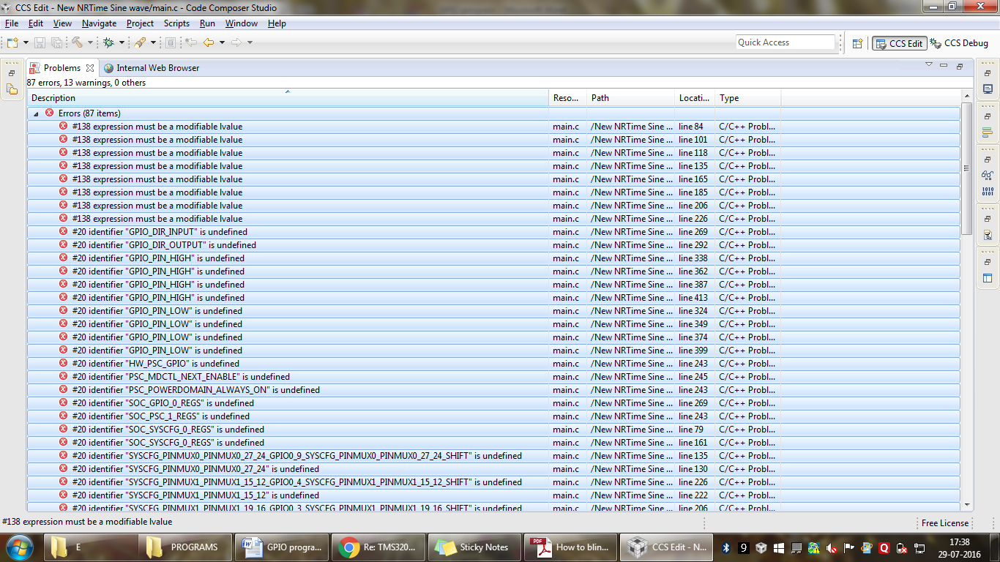 CCS Edit - New NRTime Sine wave/main.c - Code Composer Studio
File Edit View Navigate Project Scripts Run Window Help
Quick Access CCS Edit CCS Debug
Problems Internal Web Browser
87 errors, 13 warnings, 0 others
Description Reso... Path Locati... Type
Errors (87 items)
#138 expression must be a modifiable lvalue main.c /New NRTime Sine ... line 84 C/C++ Probl...
#138 expression must be a modifiable lvalue main.c /New NRTime Sine ... line 101 C/C++ Probl...
#138 expression must be a modifiable lvalue main.c /New NRTime Sine ... line 118 C/C++ Probl...
#138 expression must be a modifiable lvalue main.c /New NRTime Sine ... line 135 C/C++ Probl...
#138 expression must be a modifiable lvalue main.c /New NRTime Sine ... line 165 C/C++ Probl...
#138 expression must be a modifiable lvalue main.c /New NRTime Sine ... line 185 C/C++ Probl...
#138 expression must be a modifiable lvalue main.c /New NRTime Sine ... line 206 C/C++ Probl...
#138 expression must be a modifiable lvalue main.c /New NRTime Sine ... line 226 C/C++ Probl...
#20 identifier "GPIO_DIR_INPUT" is undefined main.c /New NRTime Sine ... line 269 C/C++ Probl...
#20 identifier "GPIO_DIR_OUTPUT" is undefined main.c /New NRTime Sine ... line 292 C/C++ Probl...
#20 identifier "GPIO_PIN_HIGH" is undefined main.c /New NRTime Sine ... line 338 C/C++ Probl...
#20 identifier "GPIO_PIN_HIGH" is undefined main.c /New NRTime Sine ... line 362 C/C++ Probl...
#20 identifier "GPIO_PIN_HIGH" is undefined main.c /New NRTime Sine ... line 387 C/C++ Probl...
#20 identifier "GPIO_PIN_HIGH" is undefined main.c /New NRTime Sine ... line 413 C/C++ Probl...
#20 identifier "GPIO_PIN_LOW" is undefined main.c /New NRTime Sine ... line 324 C/C++ Probl...
#20 identifier "GPIO_PIN_LOW" is undefined main.c /New NRTime Sine ... line 349 C/C++ Probl...
#20 identifier "GPIO_PIN_LOW" is undefined main.c /New NRTime Sine ... line 374 C/C++ Probl...
#20 identifier "GPIO_PIN_LOW" is undefined main.c /New NRTime Sine ... line 399 C/C++ Probl...
#20 identifier "HW_PSC_GPIO" is undefined main.c /New NRTime Sine ... line 243 C/C++ Probl...
#20 identifier "PSC_MDCTL_NEXT_ENABLE" is undefined main.c /New NRTime Sine ... line 245 C/C++ Probl...
#20 identifier "PSC_POWERDOMAIN_ALWAYS_ON" is undefined main.c /New NRTime Sine ... line 243 C/C++ Probl...
#20 identifier "SOC_GPIO_0_REGS" is undefined main.c /New NRTime Sine ... line 269 C/C++ Probl...
#20 identifier "SOC_PSC_1_REGS" is undefined main.c /New NRTime Sine ... line 243 C/C++ Probl...
#20 identifier "SOC_SYSCFG_0_REGS" is undefined main.c /New NRTime Sine ... line 79 C/C++ Probl...
#20 identifier "SOC_SYSCFG_0_REGS" is undefined main.c /New NRTime Sine ... line 161 C/C++ Probl...
#20 identifier "SYSCFG_PINMUX0_PINMUX0_27_24_GPIO0_9_SYSCFG_PINMUX0_PINMUX0_27_24_SHIFT" is undefined main.c /New NRTime Sine ... line 135 C/C++ Probl...
#20 identifier "SYSCFG_PINMUX0_PINMUX0_27_24" is undefined main.c /New NRTime Sine ... line 130 C/C++ Probl...
#20 identifier "SYSCFG_PINMUX1_PINMUX1_15_12_GPIO0_4_SYSCFG_PINMUX1_PINMUX1_15_12_SHIFT" is undefined main.c /New NRTime Sine ... line 226 C/C++ Probl...
#20 identifier "SYSCFG_PINMUX1_PINMUX1_15_12" is undefined main.c /New NRTime Sine ... line 222 C/C++ Probl...
#20 identifier "SYSCFG_PINMUX1_PINMUX1_19_16_GPIO0_3_SYSCFG_PINMUX1_PINMUX1_19_16_SHIFT" is undefined main.c /New NRTime Sine ... line 206 C/C++ Probl...
#138 expression must be a modifiable lvalue Free License
E PROGRAMS GPIO progra... Re: TMS320... Sticky Notes How to blin... CCS Edit - N... 17:38
29-07-2016